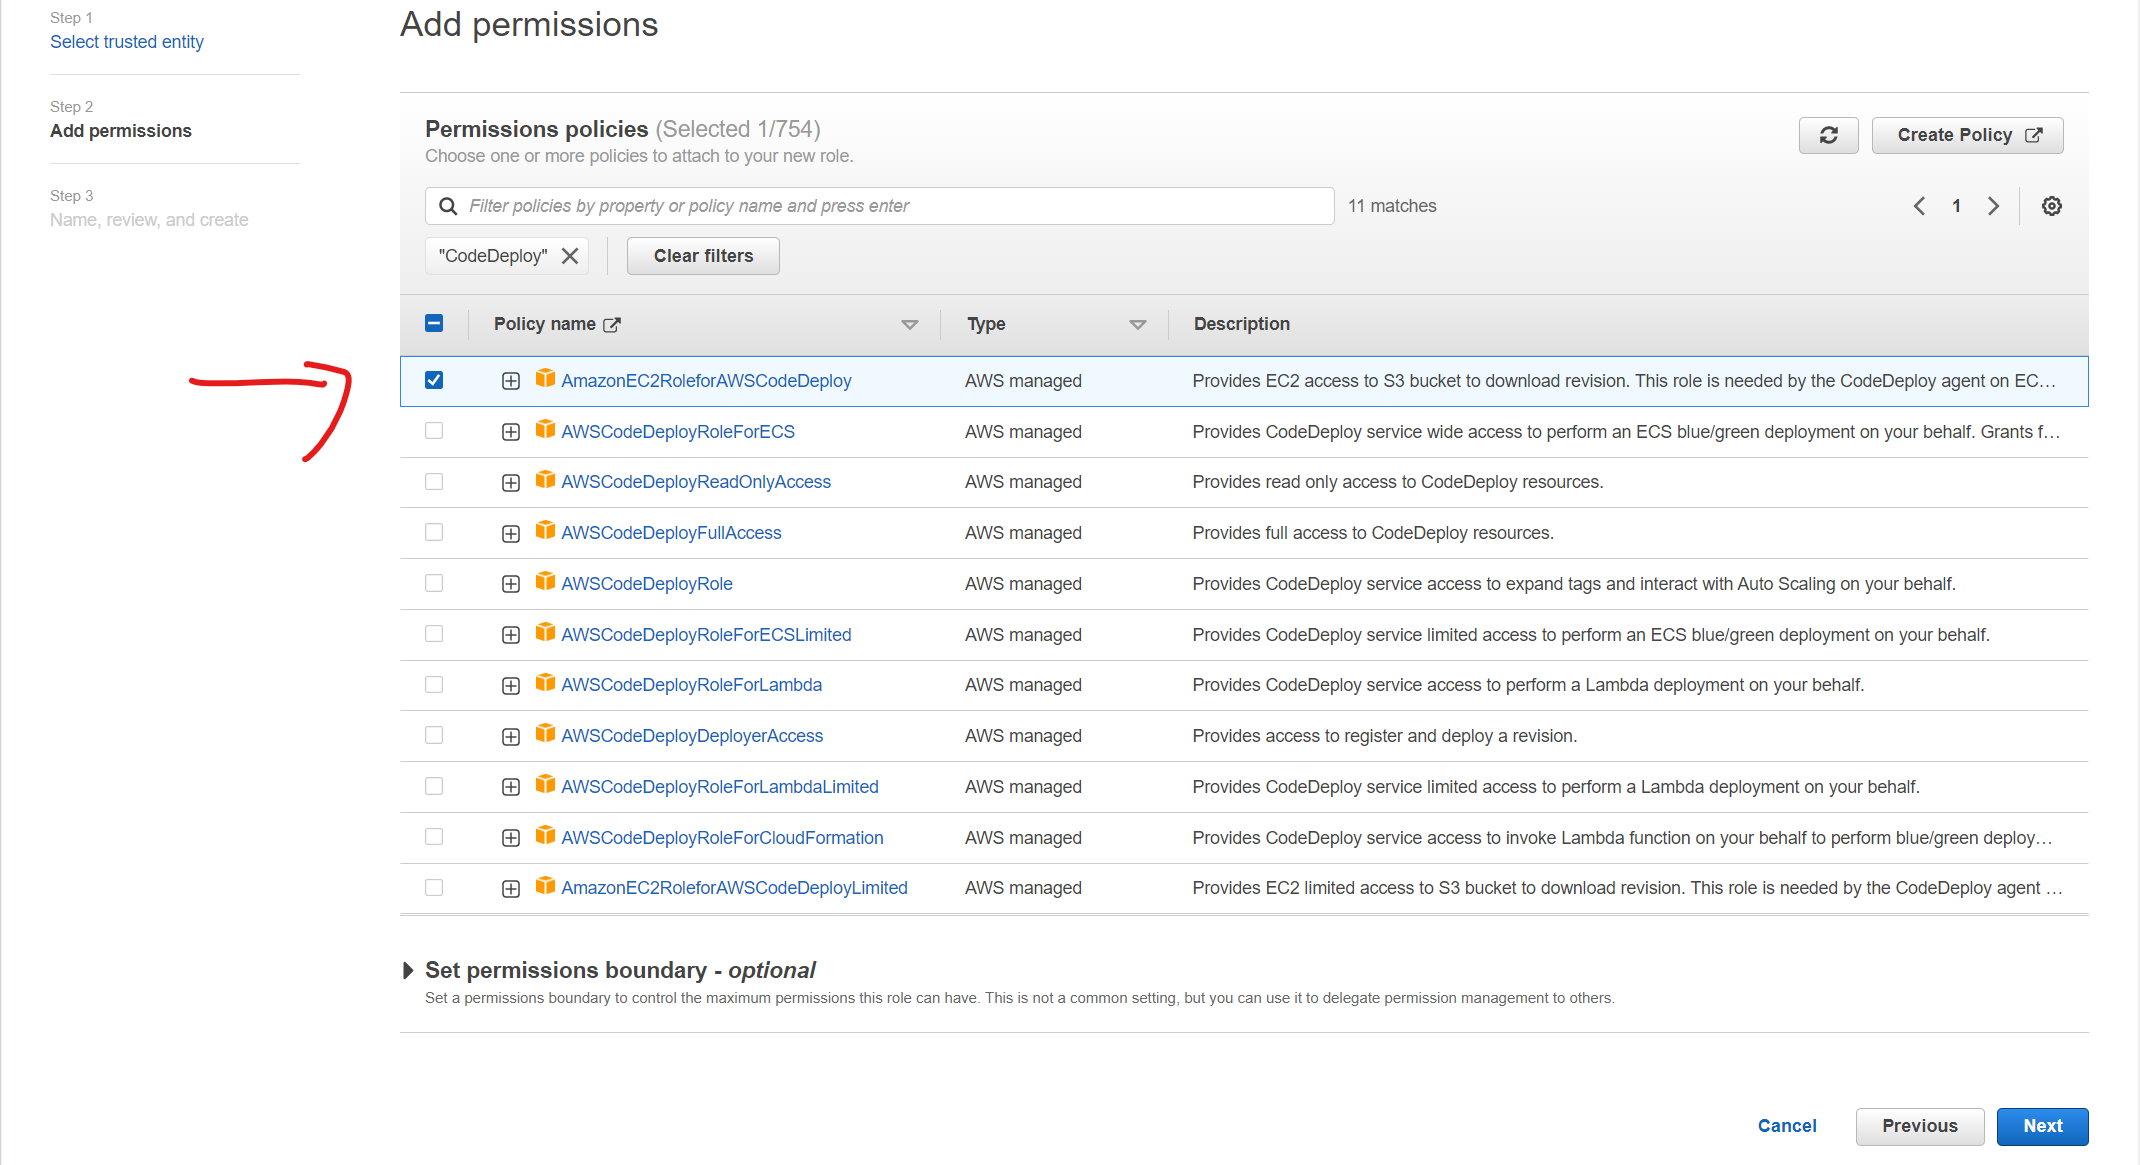 Step 1
Select trusted entity
Step 2
Add permissions
Step 3
Name, review, and create
Add permissions
Permissions policies (Selected 1/754)
Choose one or more policies to attach to your new role.
Create Policy
Filter policies by property or policy name and press enter
11 matches
1
"CodeDeploy"
Clear filters
Policy name Type Description
AmazonEC2RoleforAWSCodeDeploy AWS managed Provides EC2 access to S3 bucket to download revision. This role is needed by the CodeDeploy agent on EC...
AWSCodeDeployRoleForECS AWS managed Provides CodeDeploy service wide access to perform an ECS blue/green deployment on your behalf. Grants f...
AWSCodeDeployReadOnlyAccess AWS managed Provides read only access to CodeDeploy resources.
AWSCodeDeployFullAccess AWS managed Provides full access to CodeDeploy resources.
AWSCodeDeployRole AWS managed Provides CodeDeploy service access to expand tags and interact with Auto Scaling on your behalf.
AWSCodeDeployRoleForECSLimited AWS managed Provides CodeDeploy service limited access to perform an ECS blue/green deployment on your behalf.
AWSCodeDeployRoleForLambda AWS managed Provides CodeDeploy service access to perform a Lambda deployment on your behalf.
AWSCodeDeployDeployerAccess AWS managed Provides access to register and deploy a revision.
AWSCodeDeployRoleForLambdaLimited AWS managed Provides CodeDeploy service limited access to perform a Lambda deployment on your behalf.
AWSCodeDeployRoleForCloudFormation AWS managed Provides CodeDeploy service access to invoke Lambda function on your behalf to perform blue/green deploy...
AmazonEC2RoleforAWSCodeDeployLimited AWS managed Provides EC2 limited access to S3 bucket to download revision. This role is needed by the CodeDeploy agent ...
Set permissions boundary - optional
Set a permissions boundary to control the maximum permissions this role can have. This is not a common setting, but you can use it to delegate permission management to others.
Cancel
Previous
Next